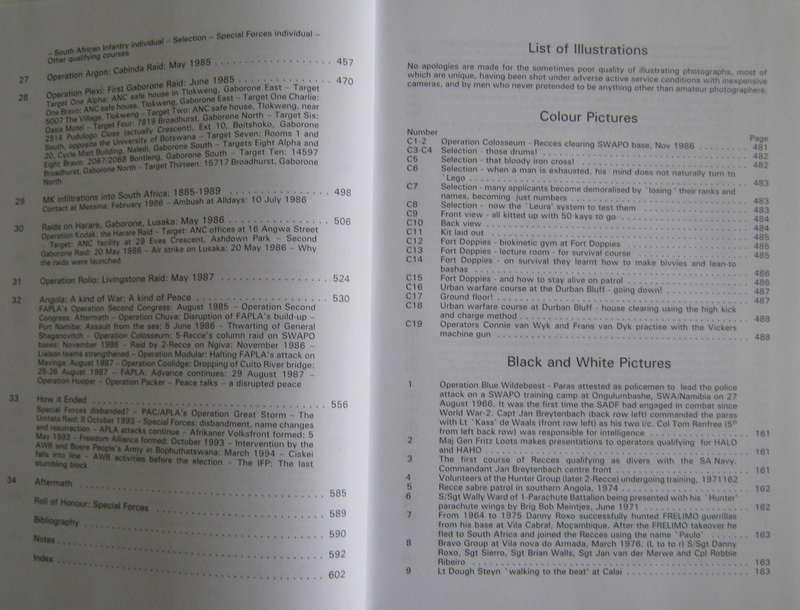 - South African Infantry individual - Selection - Special Forces individual -
Other qualifying courses
27 Operation Argon: Cabinda Raid: May 1985 457
28 Operation Plexi: First Gaborone Raid: June 1985 470
Target One Alpha: ANC safe house in Tlokweng, Gaborone East - Target
One Bravo: ANC safe house, Tlokweng, Gaborone East - Target One Charlie:
5007 The Village, Tlokweng - Target Two: ANC safe house, Tlokweng, near
Oasis Motel - Target Four: 7819 Broadhurst, Gaborone North - Target Six:
2914 Pudulogo Close (actually Crescent), Ext 10, Boitshoko, Gaborone
South, opposite the University of Botswana - Target Seven: Rooms 1 and
20, Cycle Mart Building, Naledi, Gaborone South - Targets Eight Alpha and
Eight Bravo: 2087/2088 Bontleng, Gaborone South - Target Ten: 14597
Broadhurst, Gaborone North - Target Thirteen: 15717 Broadhurst, Gaborone
North
29 MK infiltrations into South Africa: 1985-1989 498
Contact at Messina: February 1986 - Ambush at Alldays: 10 July 1986
30 Raids on Harare, Gaborone, Lusaka: May 1986 506
Operation Kodak: the Harare Raid - Target: ANC offices at 16 Angwa Street
- Target: ANC facility at 29 Eves Crescent, Ashdown Park - Second
Gaborone Raid: 20 May 1986 - Air strike on Lusaka: 20 May 1986 - Why
the raids were launched
31 Operation Rolio: Livingstone Raid: May 1987 524
32 Angola: A kind of War: A kind of Peace 530
FAPLA's Operation Second Congress: August 1985 - Operation Second
Congress: Aftermath - Operation Chuva: Disruption of FAPLA's build-up -
Port Namibe: Assault from the sea: 5 June 1986 - Thwarting of General
Shaganovitch - Operation Colosseum: 5-Recce's column raid on SWAPO
bases: November 1986 - Raid by 2-Recce on Ngiva: November 1986 -
Liaison teams strengthened - Operation Modular: Halting FAPLA's attack on
Mavinga: August 1987 - Operation Coolidge: Dropping of Cuito River bridge:
25-26 August 1987 - FAPLA: Advance continues: 29 August 1987 -
Operation Hooper - Operation Packer - Peace talks - a disrupted peace
33 How it Ended 556
Special Forces disbanded? - PAC/APLA's Operation Great Storm - The
Umtata Raid: 8 October 1993 - Special Forces: disbandment, name changes
and resurrection - APLA attacks continue - Afrikaner Volksfront formed: 5
May 1993 - Freedom Alliance formed: October 1993 - Intervention by the
AWB and Boere People's Army in Bophuthatswana: March 1994 - Ciskei
falls into line - AWB activities before the election - The IFP: The last
stumbling block
34 Aftermath 585
Roll of Honour: Special Forces 589
Bibliography 590
Notes 592
Index 602
List of Illustrations
No apologies are made for the sometimes poor quality of illustrating photographs, most of
which are unique, having been shot under adverse active service conditions with inexpensive
cameras, and by men who never pretended to be anything other than amateur photographers.
Colour Pictures
Number Page
C1-2 Operation Colosseum - Recces clearing SWAPO base, Nov 1986 481
C3-C4 Selection - those drums! 482
C5 Selection - that bloody iron cross! 482
C6 Selection - when a man is exhausted, his mind does not naturally turn to
'Lego' 483
C7 Selection - many applicants become demoralised by 'losing' their ranks and
names, becoming just numbers 483
C8 Selection - now the 'Leura' system to test them 483
C9 Front view - all kitted up with 50 kays to go 484
C10 Back view 484
C11 Kit laid out 485
C12 Fort Doppies - biokinetic gym at Fort Doppies 485
C13 Fort Doppies - lecture room - for survival course 485
C14 Fort Doppies - on survival they learnt how to make bivvies and lean-to
bashas 486
C15 Fort Doppies - and how to stay alive on patrol 486
C16 Urban warfare course at the Durban Bluff - going down! 487
C17 Ground floor! 487
C18 Urban warfare course at Durban Bluff - house clearing using the high kick
and charge method 488
C19 Operators Connie van Wyk and Frans van Dyk practise with the Vickers
machine gun 488
Black and White Pictures
1 Operation Blue Wildebeest - Paras attested as policemen to lead the police
attack on a SWAPO training camp at Ongulumbashe, SWA/Namibia on 27
August 1966. It was the first time the SADF had engaged in combat since
World War-2. Capt Jan Breytenbach (back row left) commanded the paras
with Lt 'Kass' de Waals (front row left) as his two i/c. Col Tom Renfree (5th
from left back row) was responsible for intelligence 161
2 Maj Gen Fritz Loots makes presentations to operators qualifying for HALO
and HAHO 161
3 The first course of Recces qualifying as divers with the SA Navy.
Commandant Jan Breytenbach centre front 161
4 Volunteers of the Hunter Group (later 2-Recce) undergoing training, 1971 162
5 Recce sabre patrol in southern Angola, 1974 162
6 S/Sgt Wally Ward of 1-Parachute Battalion being presented with his 'Hunter'
parachute wings by Brig Bob Meintjes, June 1971 162
7 From 1964 to 1975 Danny Roxo successfully hunted FRELIMO guerrillas
from his base at Vila Cabral, Moçambique. After the FRELIMO takeover he
fled to South Africa and joined the Recces using the name 'Paulo' 163
8 Bravo Group at Vila nova do Armada, March 1976, (L to r) S/Sgt Danny
Roxo, Sgt Sierro, Sgt Brian Walls, Sgt Jan van der Merwe and Cpl Robbie
Ribeiro 163
9 Lt Dough Steyn 'walking to the beat' at Calai 163